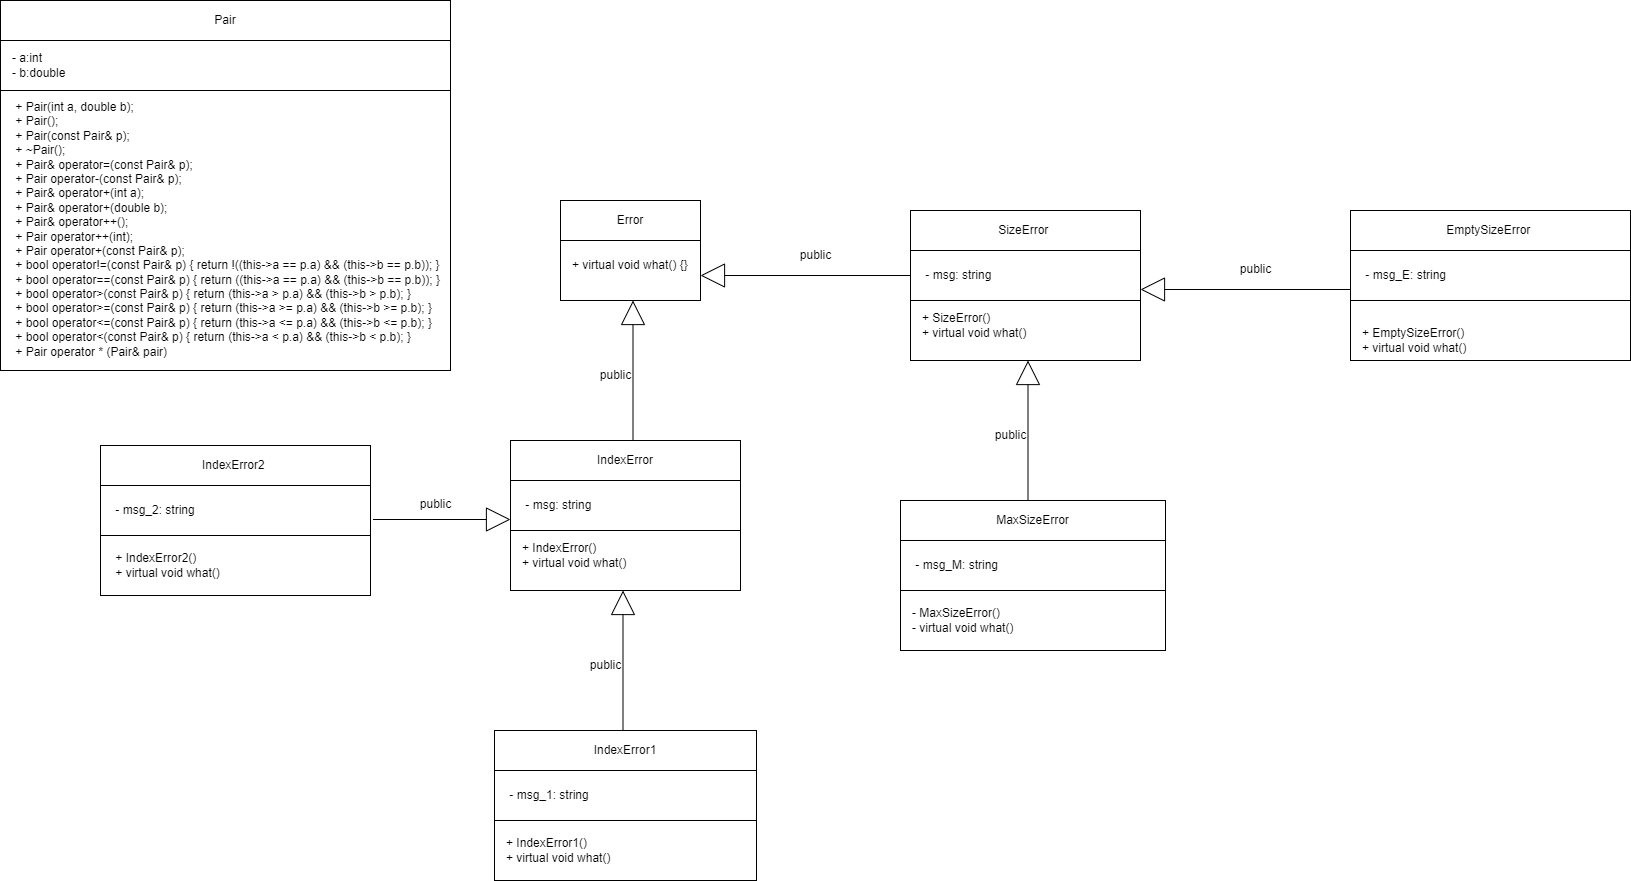 Pair
- a:int
- b:double
+ Pair(int a, double b);
+ Pair();
+ Pair(const Pair& p);
+ ~Pair();
+ Pair& operator=(const Pair& p);
+ Pair operator-(const Pair& p);
+ Pair& operator+(int a);
+ Pair& operator+(double b);
+ Pair& operator++();
+ Pair operator++(int);
+ Pair operator+(const Pair& p);
+ bool operator!=(const Pair& p) { return !((this->a == p.a) && (this->b == p.b)); }
+ bool operator==(const Pair& p) { return ((this->a == p.a) && (this->b == p.b)); }
+ bool operator>(const Pair& p) { return (this->a > p.a) && (this->b > p.b); }
+ bool operator>=(const Pair& p) { return (this->a >= p.a) && (this->b >= p.b); }
+ bool operator<=(const Pair& p) { return (this->a <= p.a) && (this->b <= p.b); }
+ bool operator<(const Pair& p) { return (this->a < p.a) && (this->b < p.b); }
+ Pair operator * (Pair& pair)
Error
+ virtual void what() {}
public
SizeError
- msg: string
+ SizeError()
+ virtual void what()
public
EmptySizeError
- msg_E: string
+ EmptySizeError()
+ virtual void what()
public
public
IndexError2
- msg_2: string
+ IndexError2()
+ virtual void what()
public
IndexError
- msg: string
+ IndexError()
+ virtual void what()
MaxSizeError
- msg_M: string
- MaxSizeError()
- virtual void what()
public
IndexError1
- msg_1: string
+ IndexError1()
+ virtual void what()